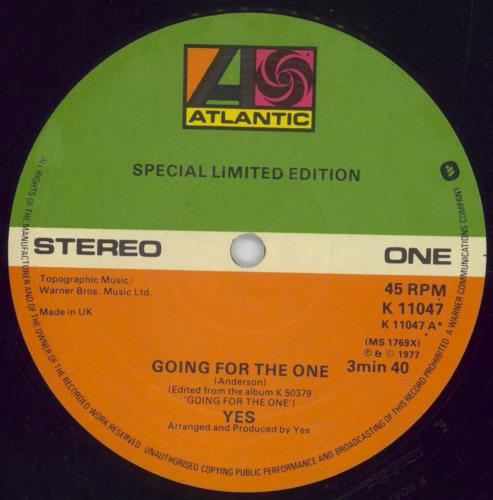 ATLANTIC
SPECIAL LIMITED EDITION
STEREO
ONE
Topographic Music/
Warner Bros. Music Ltd.
Made in UK
45 RPM
K 11047
K 11047 A*
(MS 1769X)
Ⓟ & © 1977
3min 40
GOING FOR THE ONE
(Anderson)
(Edited from the album K 50379
'GOING FOR THE ONE')
YES
Arranged and Produced by Yes
ALL RIGHTS OF THE MANUFACTURER AND OF THE OWNER OF THE RECORDED WORK RESERVED UNAUTHORISED COPYING PUBLIC PERFORMANCE AND BROADCASTING OF THIS RECORD PROHIBITED A WARNER COMMUNICATIONS COMPANY